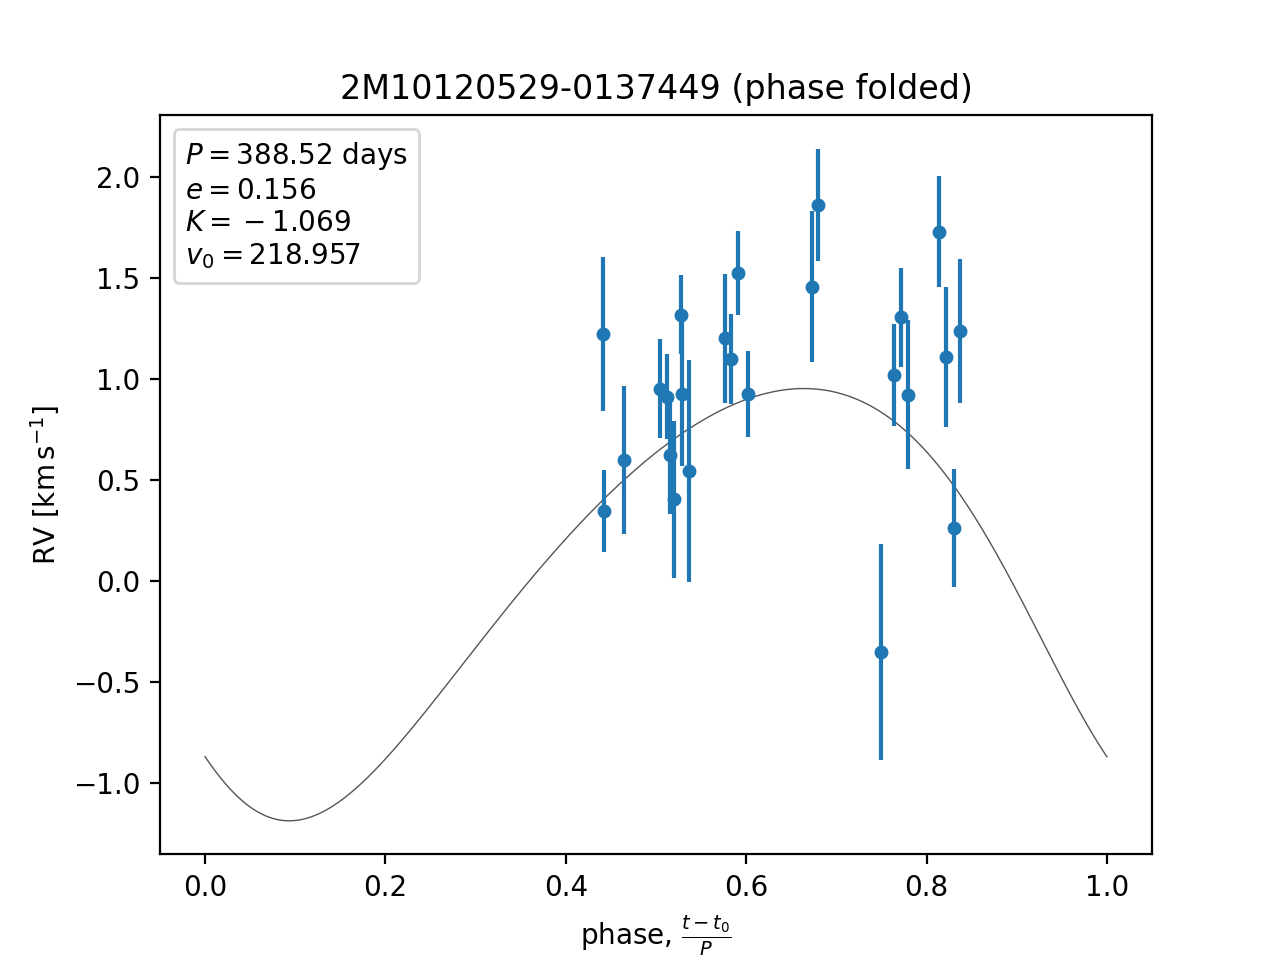 2M10120529-0137449 (phase folded)
P = 388.52 days
e = 0.156
K = −1.069
v₀ = 218.957
RV [km s⁻¹]
2.0
1.5
1.0
0.5
0.0
−0.5
−1.0
0.0 0.2 0.4 0.6 0.8 1.0
phase, (t − t₀)/P